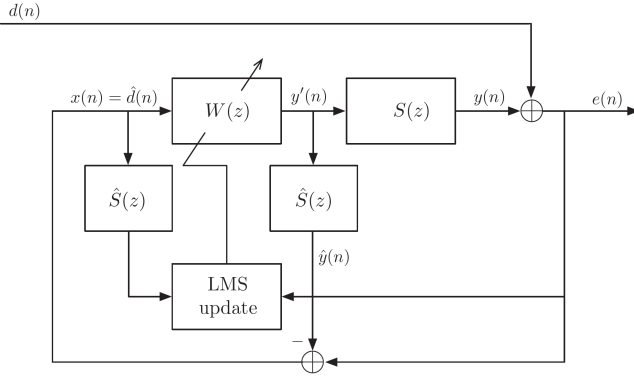 d(n)
x(n) = d̂(n)
W(z)
y′(n)
S(z)
y(n)
e(n)
Ŝ(z)
Ŝ(z)
ŷ(n)
LMS
update
−